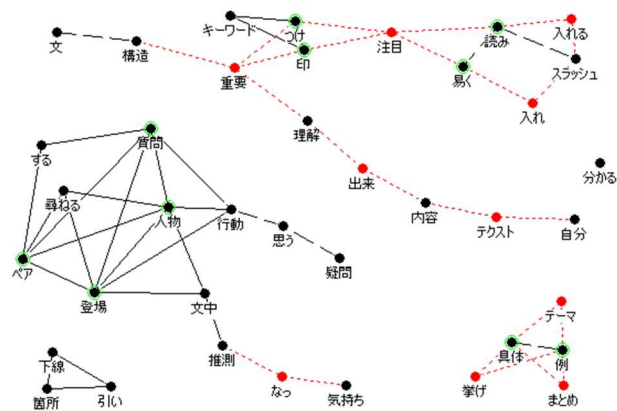 キーワード
つけ
読み
入れる
文
構造
注目
印
スラッシュ
重要
易く
入れ
理解
質問
する
出来
分かる
尋ねる
人物
行動
内容
テクスト
自分
思う
ペア
疑問
登場
文中
テーマ
推測
具体
例
下線
箇所
引い
なっ
気持ち
挙げ
まとめ